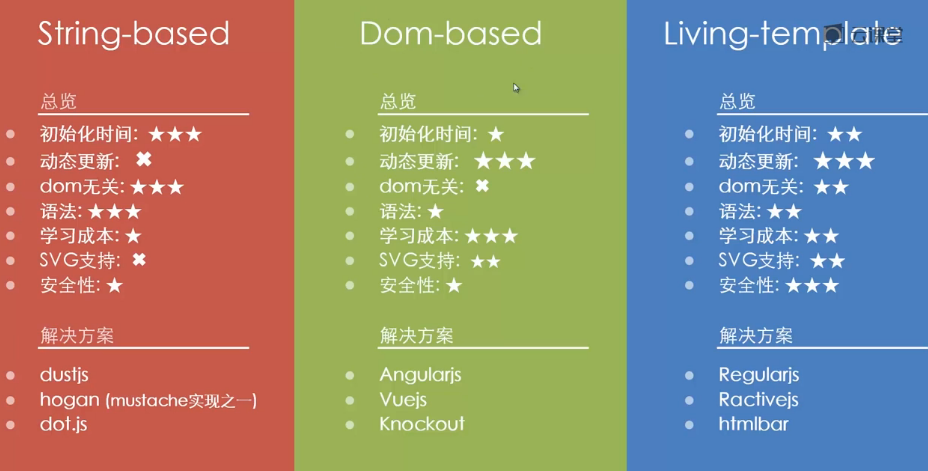 String-based
总览
初始化时间: ★★★
动态更新: ✖
dom无关: ★★★
语法: ★★★
学习成本: ★
SVG支持: ✖
安全性: ★
解决方案
dustjs
hogan (mustache实现之一)
dot.js
Dom-based
总览
初始化时间: ★
动态更新: ★★★
dom无关: ✖
语法: ★
学习成本: ★★★
SVG支持: ★★
安全性: ★
解决方案
Angularjs
Vuejs
Knockout
Living-template
云课堂
总览
初始化时间: ★★
动态更新: ★★★
dom无关: ★★
语法: ★★
学习成本: ★★
SVG支持: ★★
安全性: ★★★
解决方案
Regularjs
Ractivejs
htmlbar